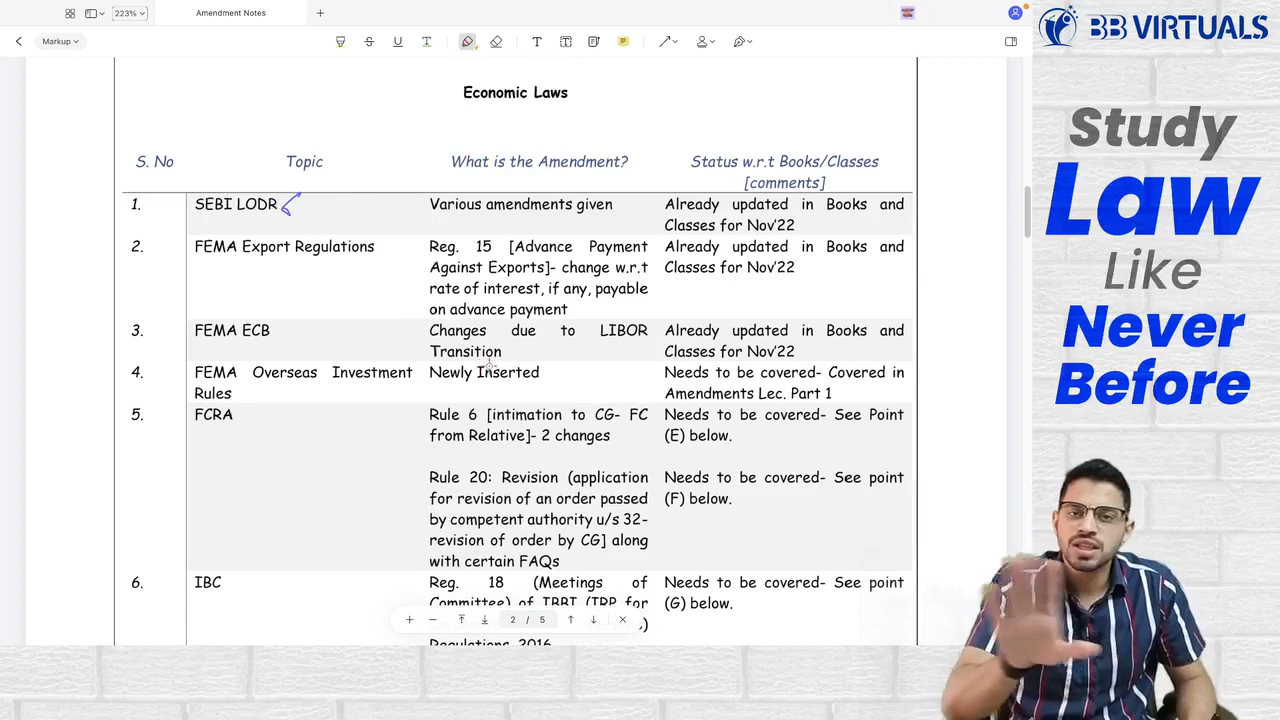 223%
Amendment Notes
Markup
BB VIRTUALS
Study
Law
Like
Never
Before
Economic Laws
S. No
Topic
What is the Amendment?
Status w.r.t Books/Classes
[comments]
1.
SEBI LODR
Various amendments given
Already updated in Books and
Classes for Nov'22
2.
FEMA Export Regulations
Reg. 15 [Advance Payment
Against Exports]- change w.r.t
rate of interest, if any, payable
on advance payment
Already updated in Books and
Classes for Nov'22
3.
FEMA ECB
Changes due to LIBOR
Transition
Already updated in Books and
Classes for Nov'22
4.
FEMA Overseas Investment
Rules
Newly Inserted
Needs to be covered- Covered in
Amendments Lec. Part 1
5.
FCRA
Rule 6 [intimation to CG- FC
from Relative]- 2 changes
Needs to be covered- See Point
(E) below.
Rule 20: Revision (application
for revision of an order passed
by competent authority u/s 32-
revision of order by CG] along
with certain FAQs
Needs to be covered- See point
(F) below.
6.
IBC
Reg. 18 (Meetings of
Committee) of IBBI (IRP for
)
Regulations, 2016
Needs to be covered- See point
(G) below.
2 / 5